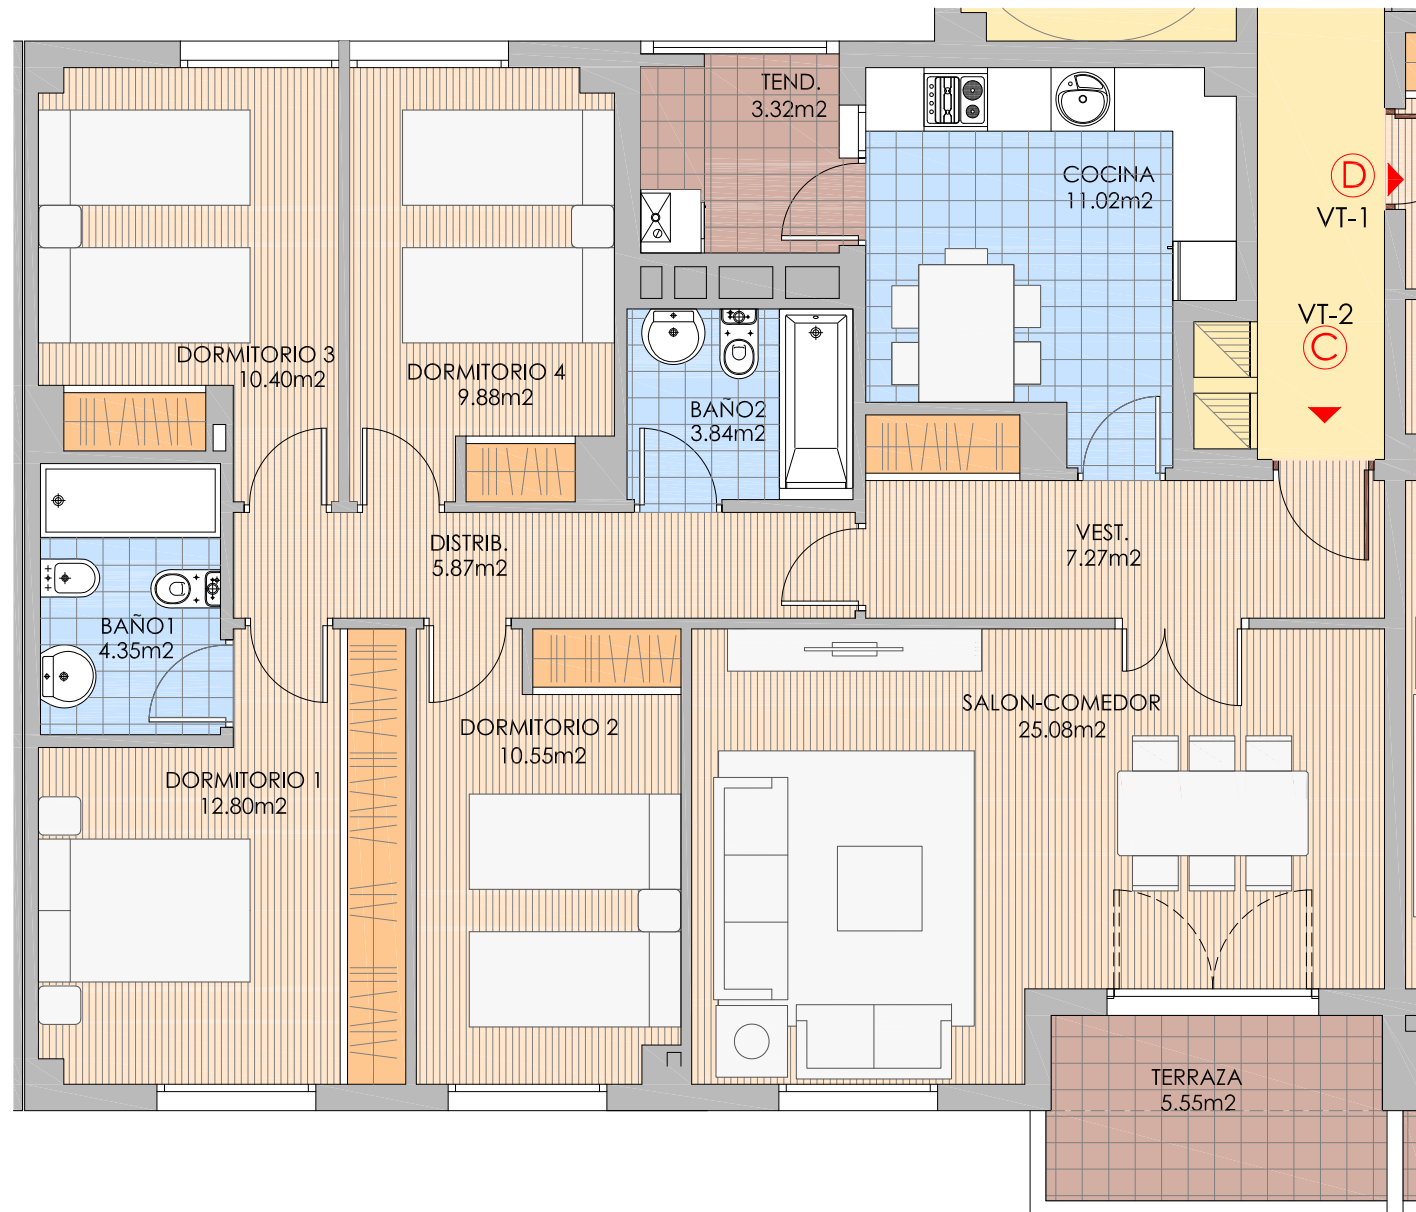 TEND.
3.32m2
COCINA
11.02m2
D
VT-1
VT-2
C
DORMITORIO 3
10.40m2
DORMITORIO 4
9.88m2
BAÑO2
3.84m2
DISTRIB.
5.87m2
VEST.
7.27m2
BAÑO1
4.35m2
SALON-COMEDOR
25.08m2
DORMITORIO 2
10.55m2
DORMITORIO 1
12.80m2
TERRAZA
5.55m2